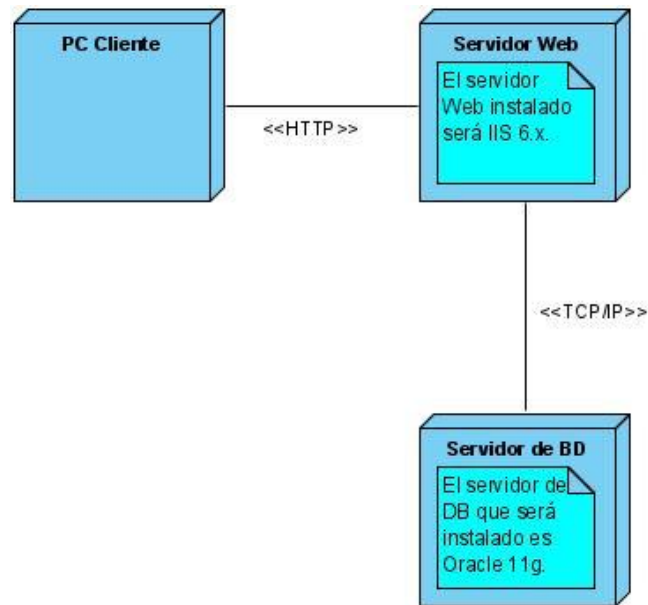 PC Cliente
Servidor Web
El servidor
Web instalado
será IIS 6.x.
<<HTTP>>
<<TCP/IP>>
Servidor de BD
El servidor de
DB que será
instalado es
Oracle 11g.